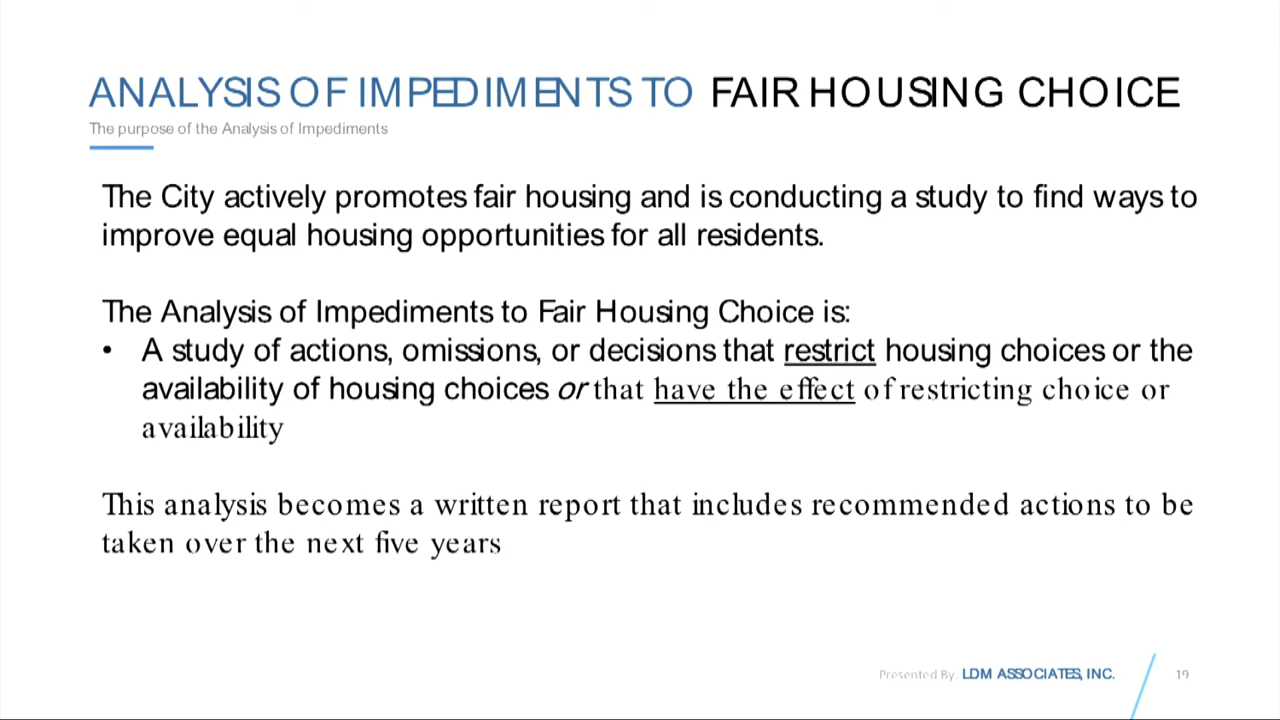 ANALYSIS OF IMPEDIMENTS TO FAIR HOUSING CHOICE
The purpose of the Analysis of Impediments
The City actively promotes fair housing and is conducting a study to find ways to
improve equal housing opportunities for all residents.
The Analysis of Impediments to Fair Housing Choice is:
• A study of actions, omissions, or decisions that restrict housing choices or the
availability of housing choices or that have the effect of restricting choice or
availability
This analysis becomes a written report that includes recommended actions to be
taken over the next five years
Presented By: LDM ASSOCIATES, INC. 19